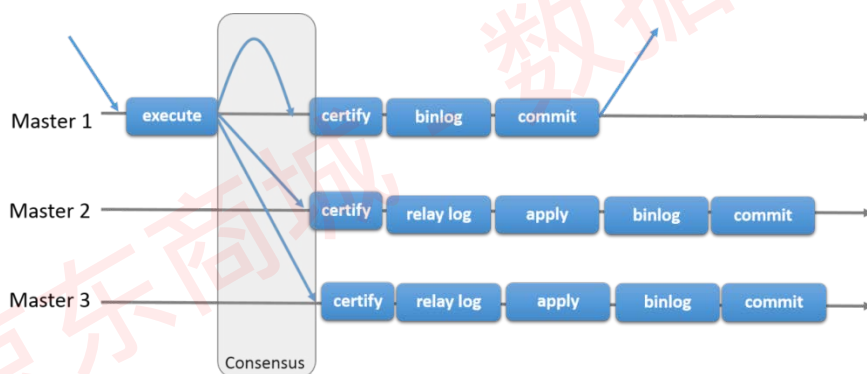 Master 1 execute certify binlog commit
Master 2 certify relay log apply binlog commit
Master 3 certify relay log apply binlog commit
Consensus
京东商城 · 数据